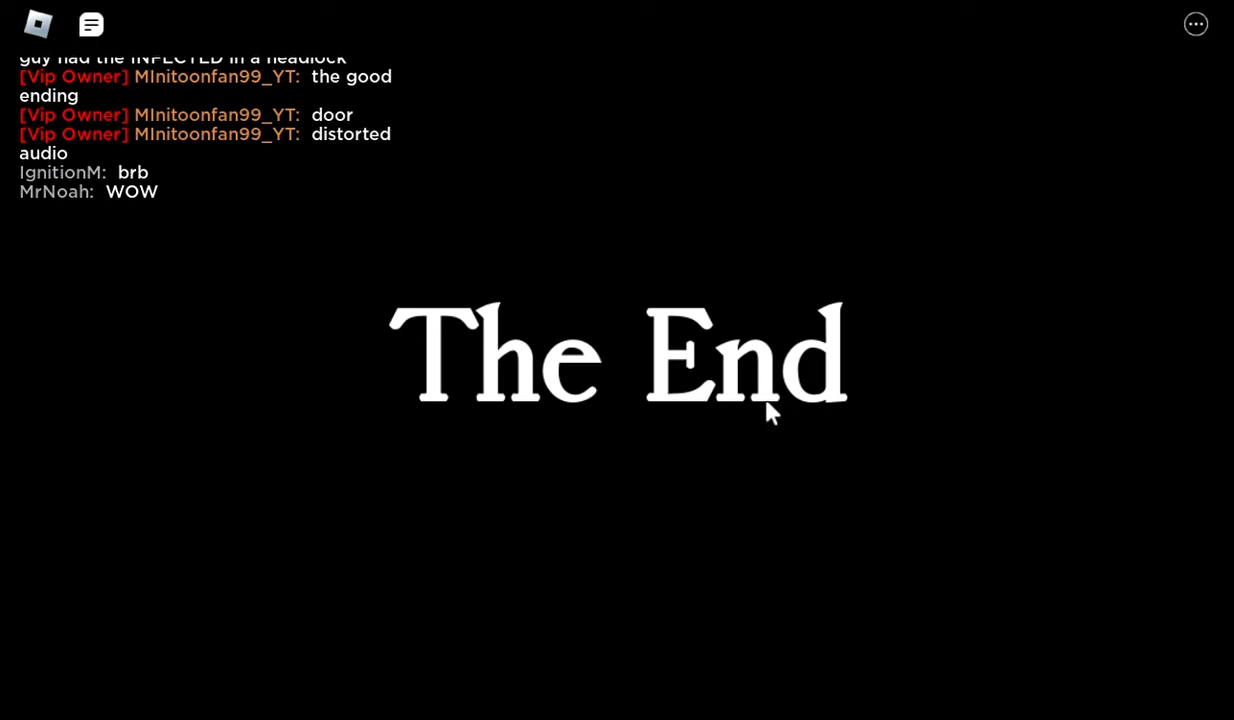 guy had the INFECTED in a headlock
[Vip Owner] MInitoonfan99_YT: the good
ending
[Vip Owner] MInitoonfan99_YT: door
[Vip Owner] MInitoonfan99_YT: distorted
audio
IgnitionM: brb
MrNoah: WOW
The End